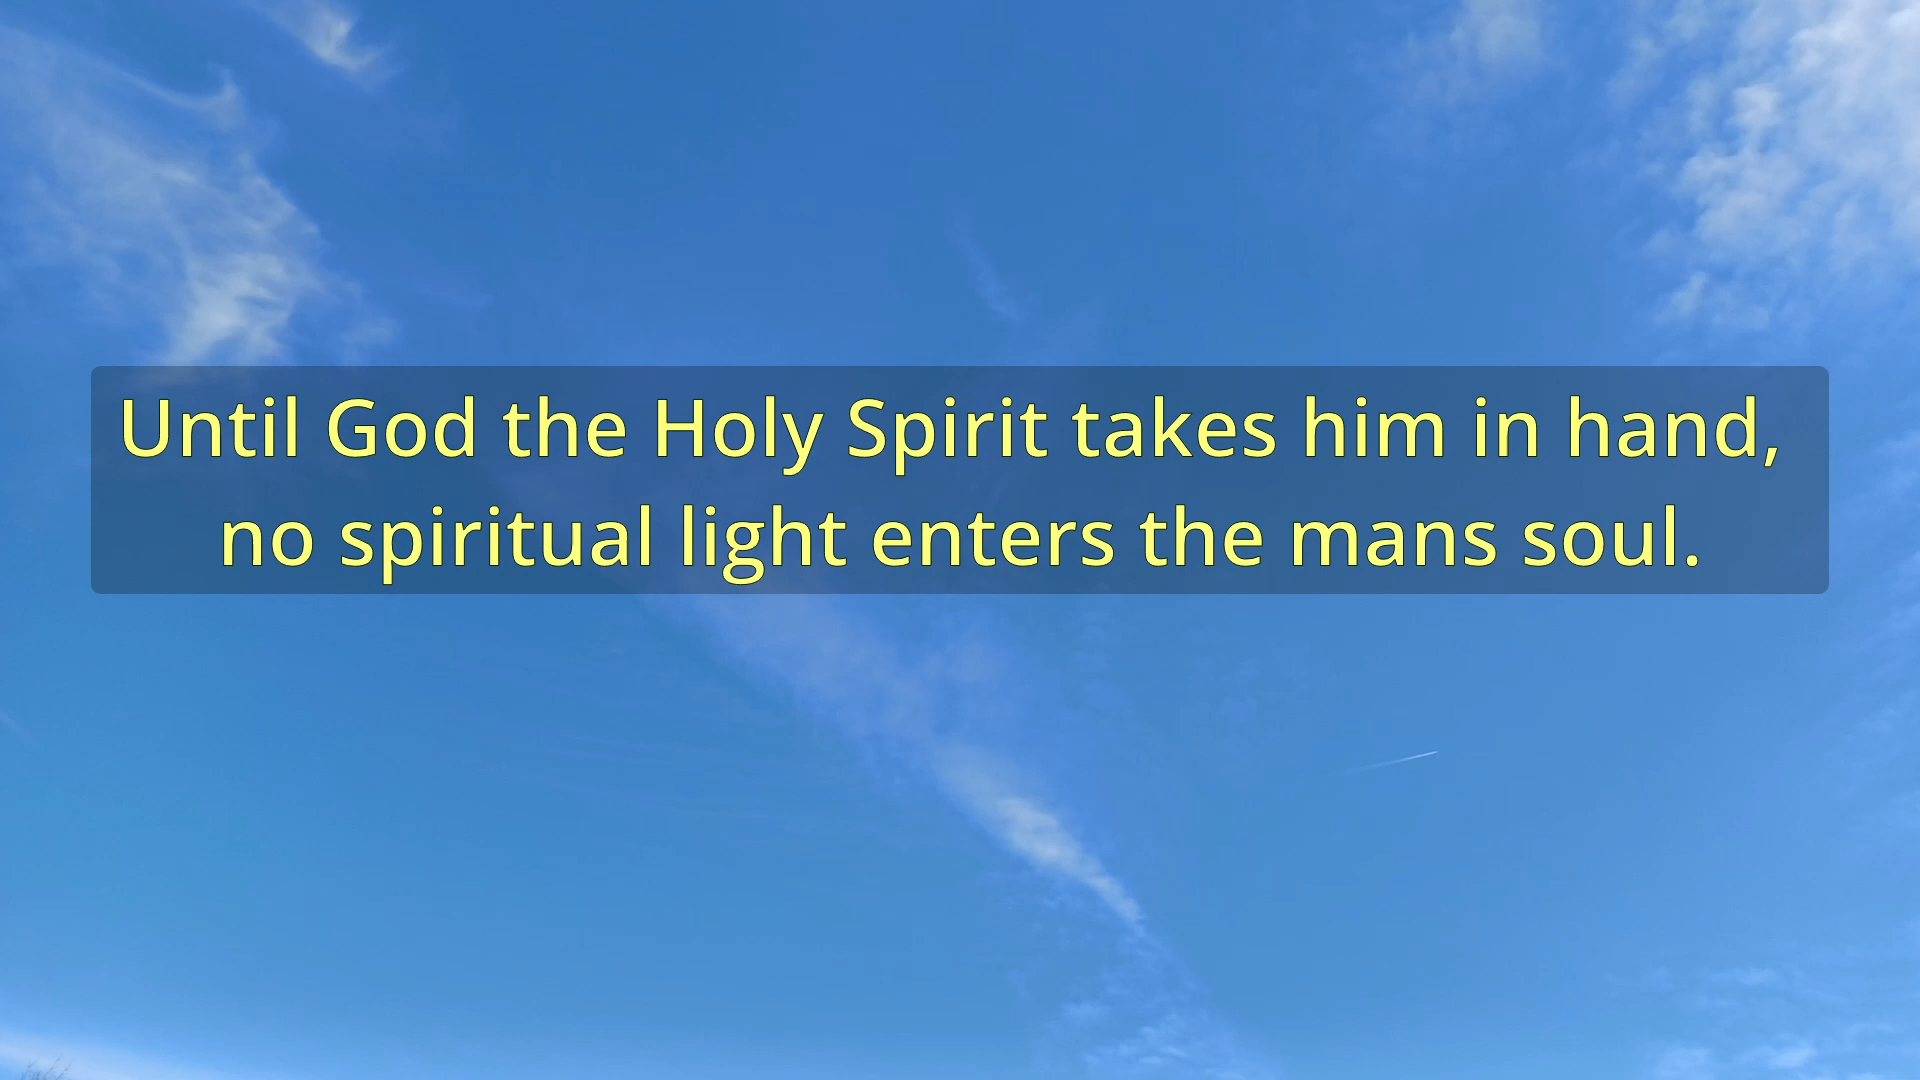 Until God the Holy Spirit takes him in hand,
no spiritual light enters the mans soul.